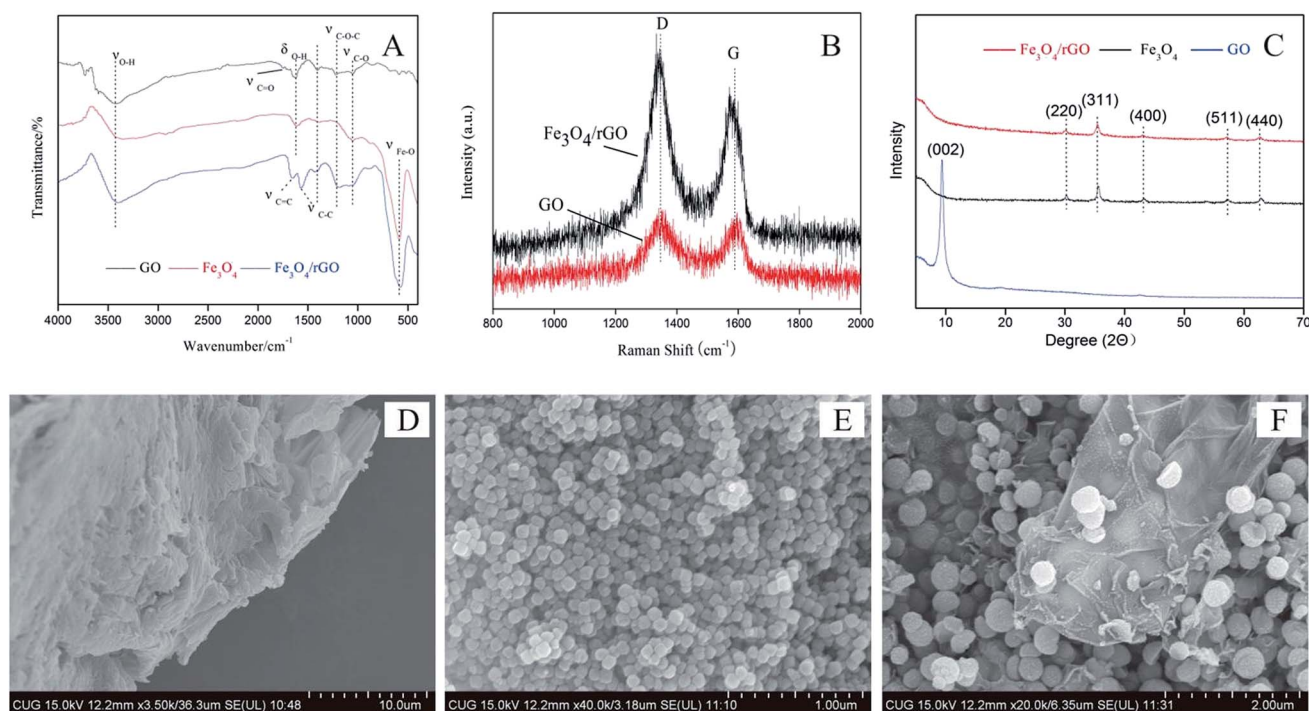 A
ν O-H
δ O-H
ν C-O-C
ν C-O
ν C=O
ν Fe-O
ν C=C
ν C-C
GO Fe3O4 Fe3O4/rGO
Transmittance/%
4000 3500 3000 2500 2000 1500 1000 500
Wavenumber/cm-1
B
D
G
Fe3O4/rGO
GO
Intensity (a.u.)
800 1000 1200 1400 1600 1800 2000
Raman Shift (cm-1)
Fe3O4/rGO Fe3O4 GO
C
(002)
(220)
(311)
(400)
(511)
(440)
Intensity
10 20 30 40 50 60 70
Degree (2Θ)
D
CUG 15.0kV 12.2mm x3.50k/36.3um SE(UL) 10:48 10.0um
E
CUG 15.0kV 12.2mm x40.0k/3.18um SE(UL) 11:10 1.00um
F
CUG 15.0kV 12.2mm x20.0k/6.35um SE(UL) 11:31 2.00um